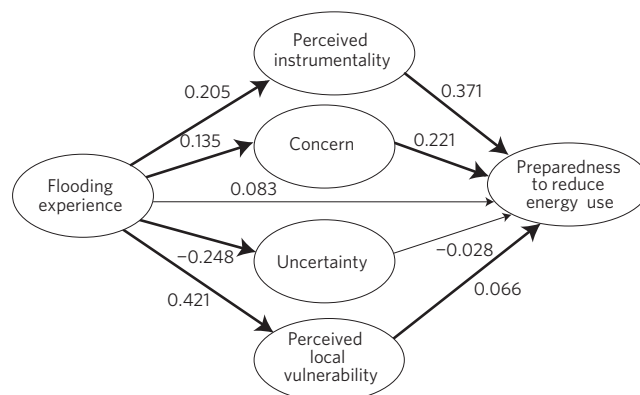 Perceived
instrumentality
0.205
0.371
0.135
Concern
0.221
Flooding
experience
0.083
Preparedness
to reduce
energy use
−0.248
Uncertainty
−0.028
0.421
0.066
Perceived
local
vulnerability